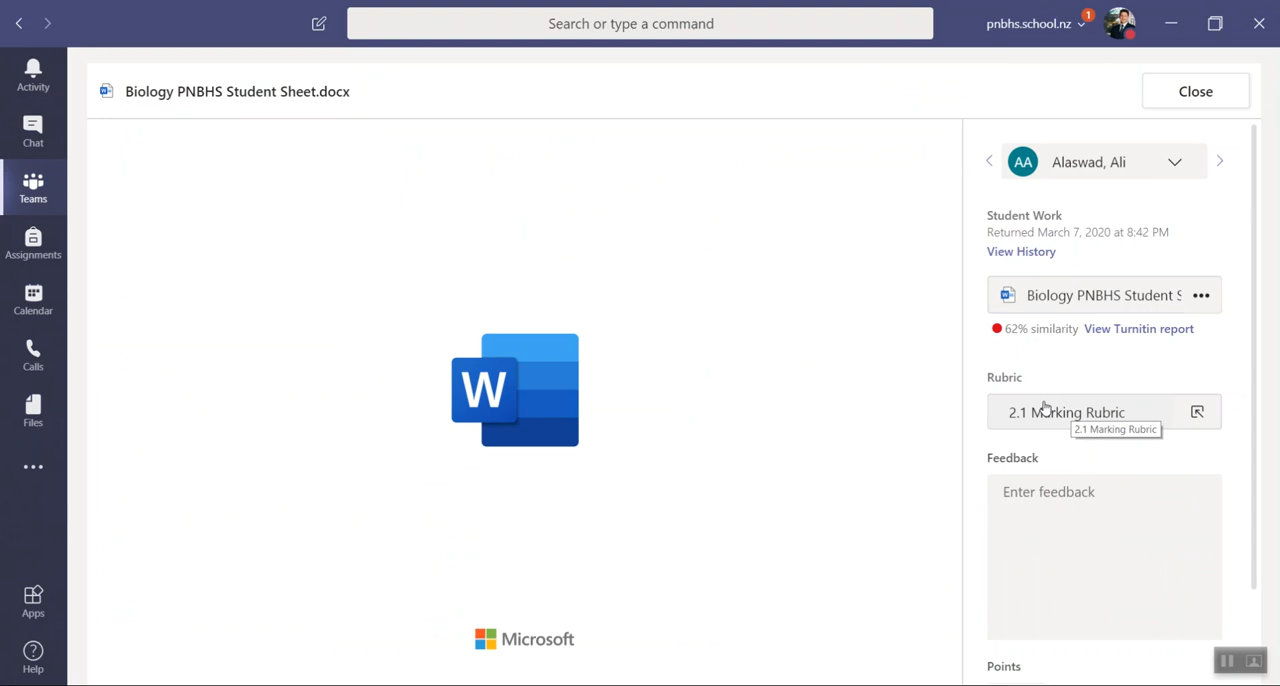 Search or type a command
pnbhs.school.nz
1
Activity
Chat
Teams
Assignments
Calendar
Calls
Files
Apps
Help
Biology PNBHS Student Sheet.docx
Close
W
Microsoft
AA
Alaswad, Ali
Student Work
Returned March 7, 2020 at 8:42 PM
View History
Biology PNBHS Student S
62% similarity View Turnitin report
Rubric
2.1 Marking Rubric
2.1 Marking Rubric
Feedback
Enter feedback
Points